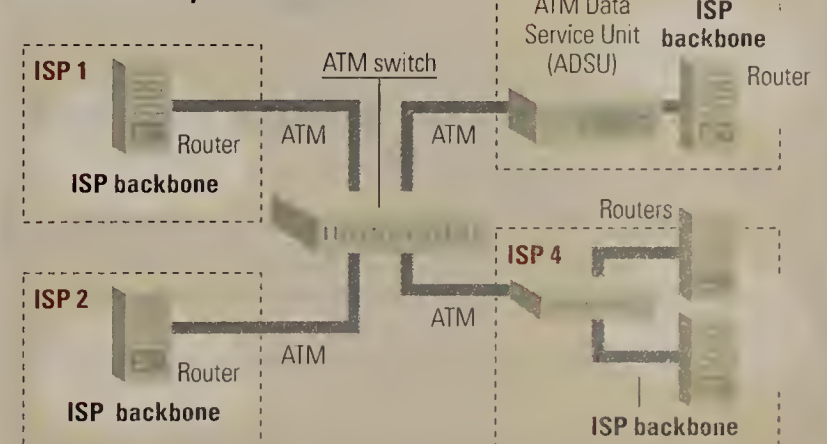 ISP 1
Router
ISP backbone
ATM switch
ATM
ATM
ATM Data
Service Unit
(ADSU)
ISP
backbone
Router
ISP 2
Router
ISP backbone
ATM
ATM
Routers
ISP 4
ISP backbone